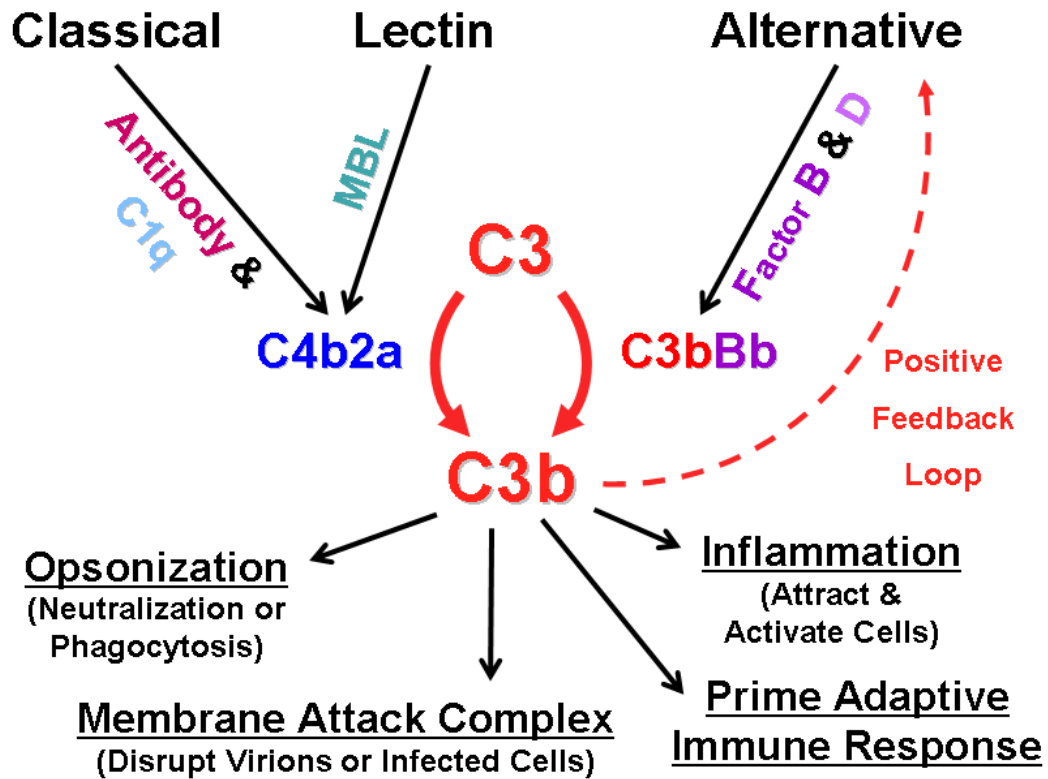 Classical
Lectin
Alternative
Antibody &
C1q
MBL
Factor B & D
C3
C4b2a
C3bBb
Positive
Feedback
Loop
C3b
Opsonization
(Neutralization or
Phagocytosis)
Inflammation
(Attract &
Activate Cells)
Membrane Attack Complex
(Disrupt Virions or Infected Cells)
Prime Adaptive
Immune Response